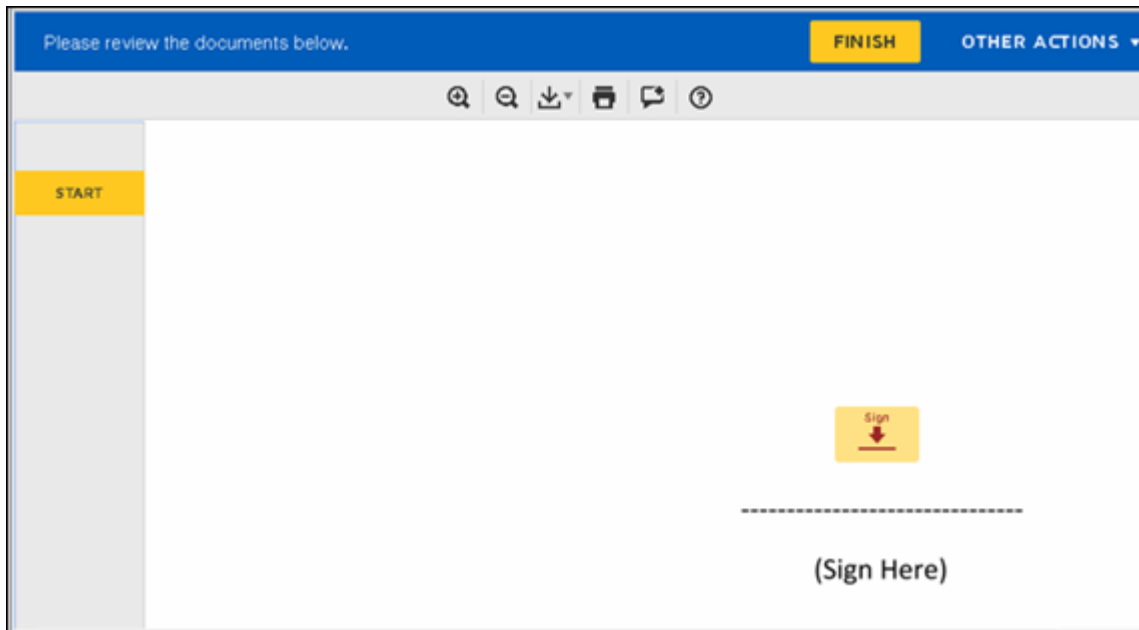 Please review the documents below.
FINISH
OTHER ACTIONS
START
Sign
------------------------------
(Sign Here)